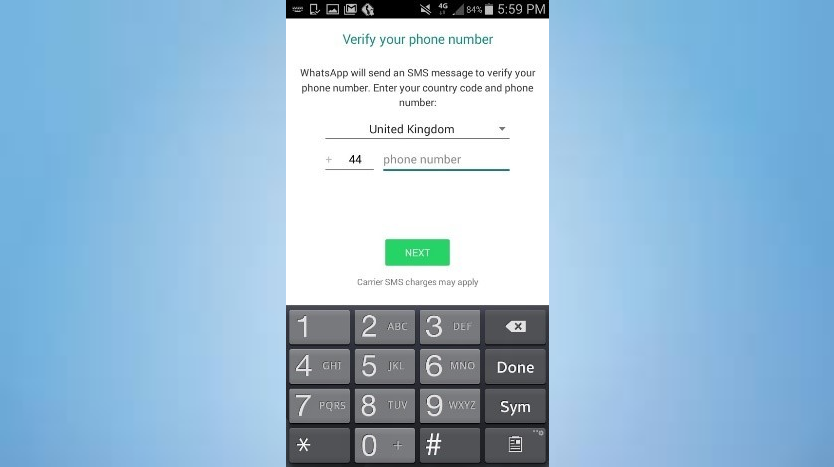 4G 84% 5:59 PM
Verify your phone number
WhatsApp will send an SMS message to verify your
phone number. Enter your country code and phone
number:
United Kingdom
+ 44 phone number
NEXT
Carrier SMS charges may apply
1 2 ABC 3 DEF
4 GHI 5 JKL 6 MNO Done
7 PQRS 8 TUV 9 WXYZ Sym
* 0 + #